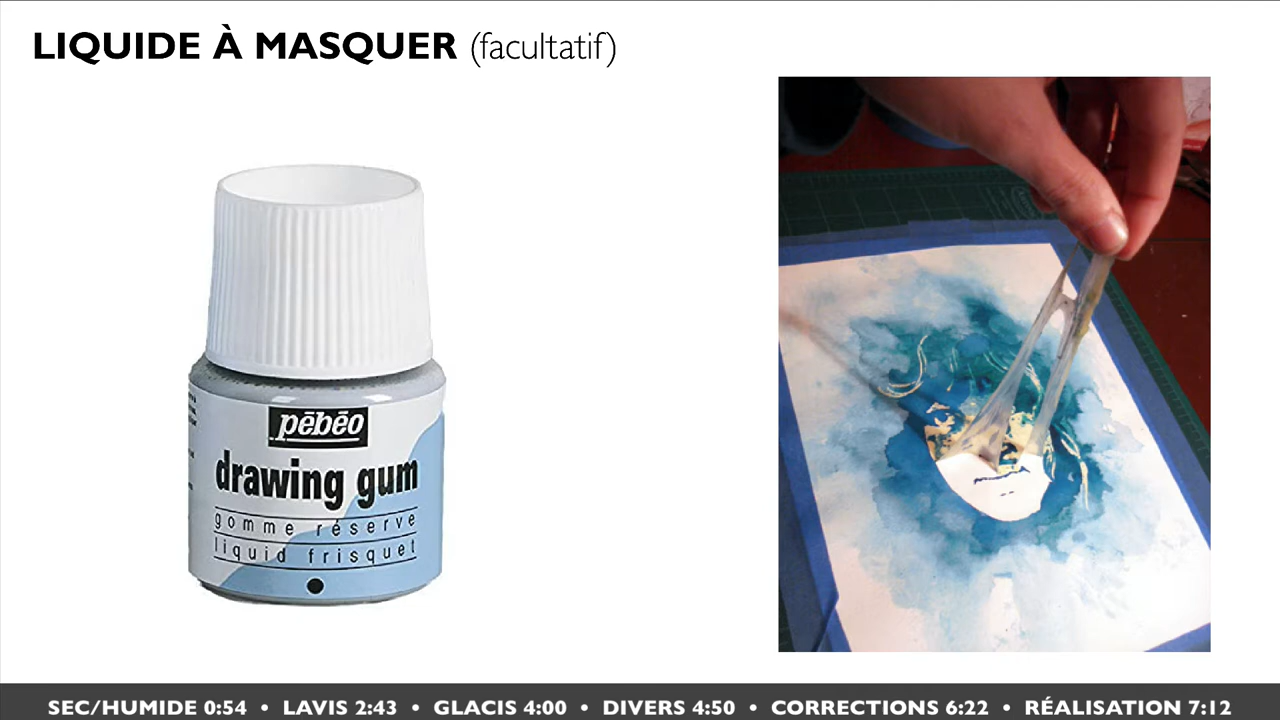 LIQUIDE À MASQUER (facultatif)
pēbēo
drawing gum
gomme réserve
liquid frisquet
SEC/HUMIDE 0:54 • LAVIS 2:43 • GLACIS 4:00 • DIVERS 4:50 • CORRECTIONS 6:22 • RÉALISATION 7:12